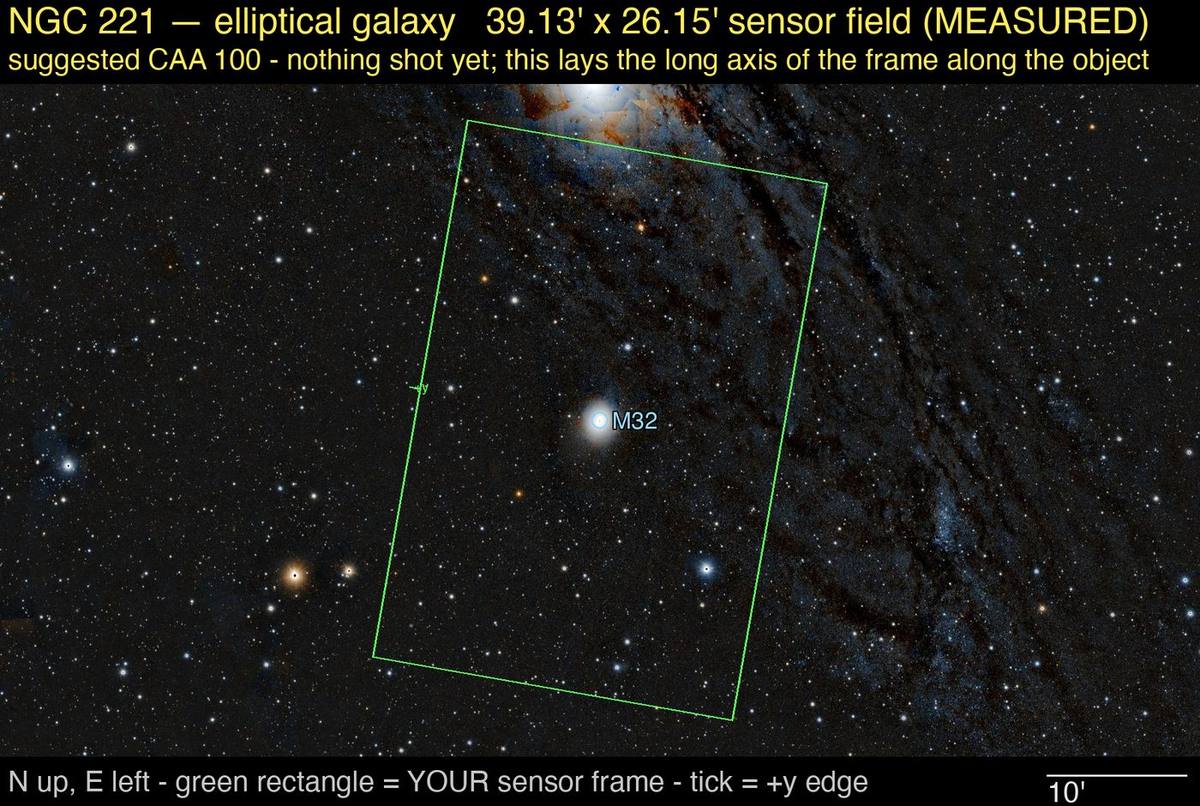 NGC 221 — elliptical galaxy 39.13' x 26.15' sensor field (MEASURED)
suggested CAA 100 - nothing shot yet; this lays the long axis of the frame along the object
+y
M32
N up, E left - green rectangle = YOUR sensor frame - tick = +y edge
10'